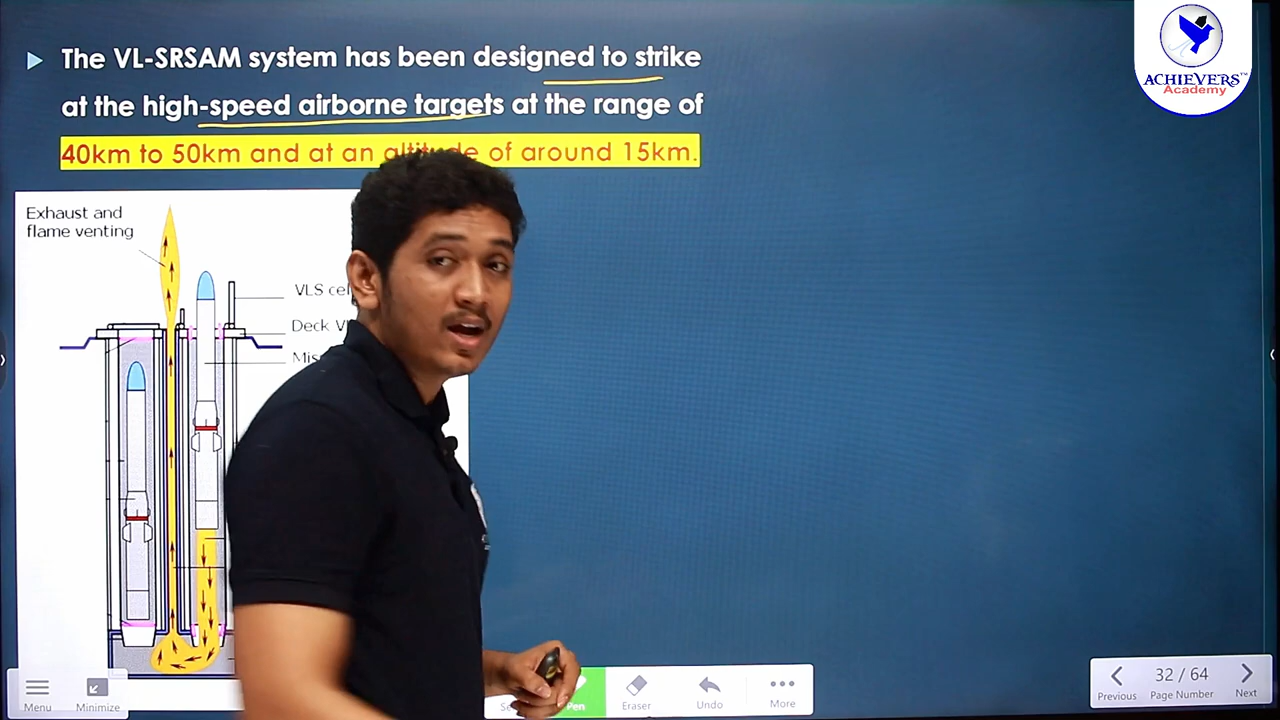 The VL-SRSAM system has been designed to strike
at the high-speed airborne targets at the range of
40km to 50km and at an altitude of around 15km.
ACHIEVERS™
Academy
Exhaust and
flame venting
VLS
Deck
Menu
Minimize
Pen
Eraser
Undo
More
Previous
32 / 64
Page Number
Next